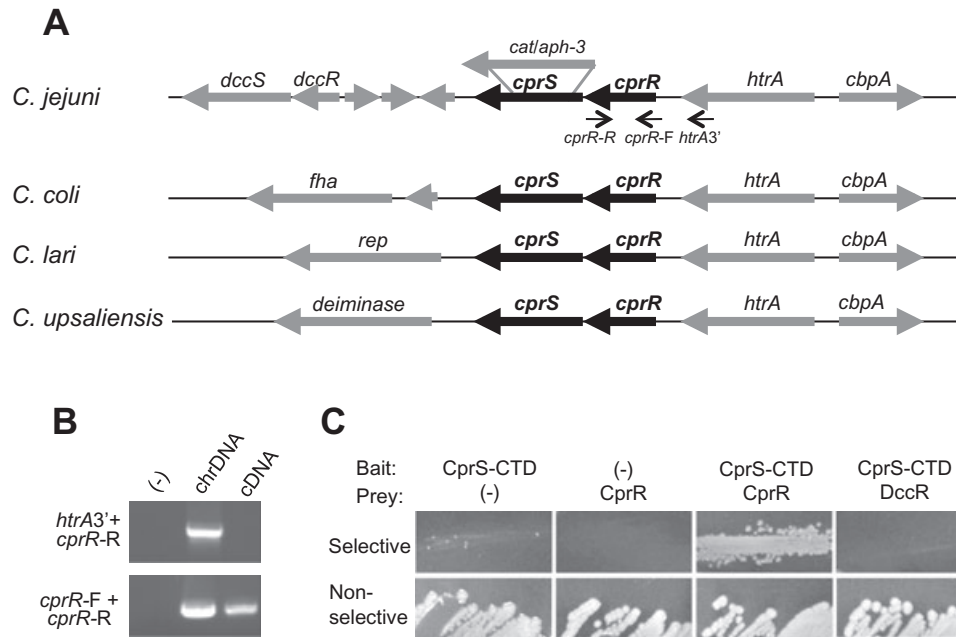 A
cat/aph-3
dccS dccR cprS cprR htrA cbpA
C. jejuni
cprR-R cprR-F htrA3'
fha cprS cprR htrA cbpA
C. coli
rep cprS cprR htrA cbpA
C. lari
deiminase cprS cprR htrA cbpA
C. upsaliensis
B
(-) chrDNA cDNA
htrA3'+
cprR-R
cprR-F +
cprR-R
C
Bait: CprS-CTD (-) CprS-CTD CprS-CTD
Prey: (-) CprR CprR DccR
Selective
Non-
selective